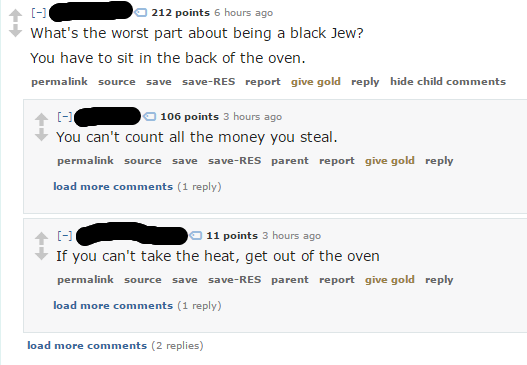 [-] 212 points 6 hours ago
What's the worst part about being a black Jew?
You have to sit in the back of the oven.
permalink source save save-RES report give gold reply hide child comments
[-] 106 points 3 hours ago
You can't count all the money you steal.
permalink source save save-RES parent report give gold reply
load more comments (1 reply)
[-] 11 points 3 hours ago
If you can't take the heat, get out of the oven
permalink source save save-RES parent report give gold reply
load more comments (1 reply)
load more comments (2 replies)